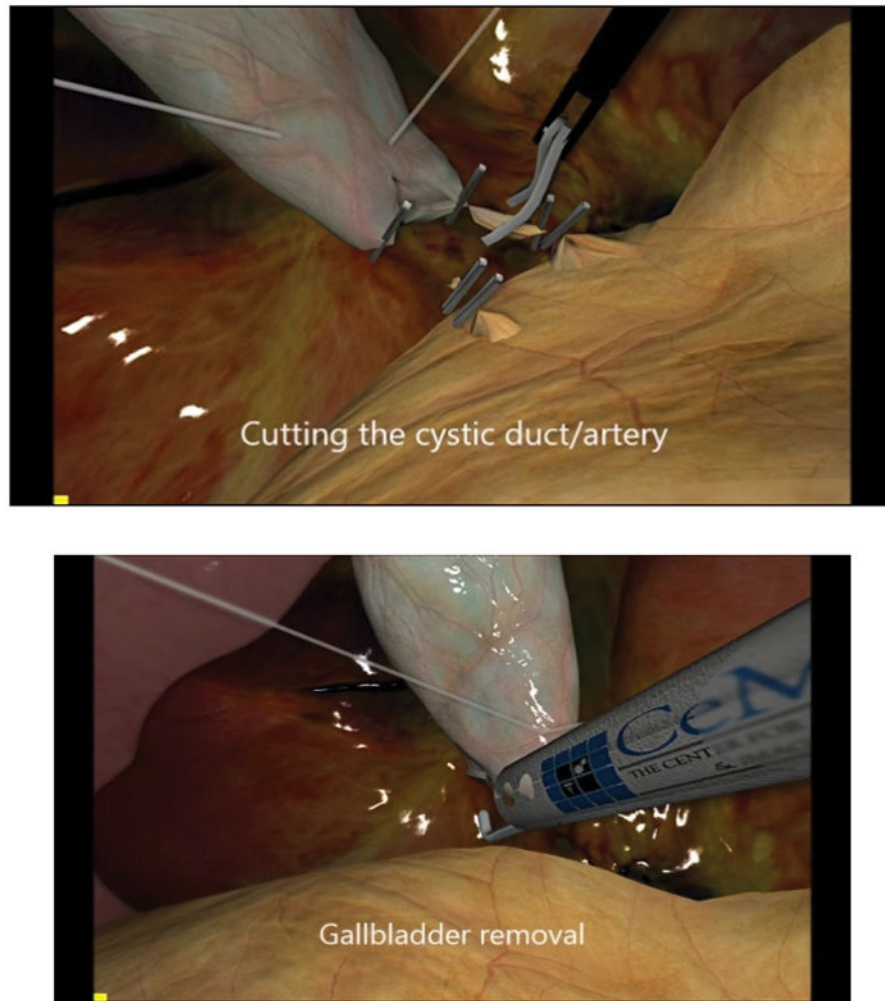 Cutting the cystic duct/artery
CeM
THE CENT
Gallbladder removal